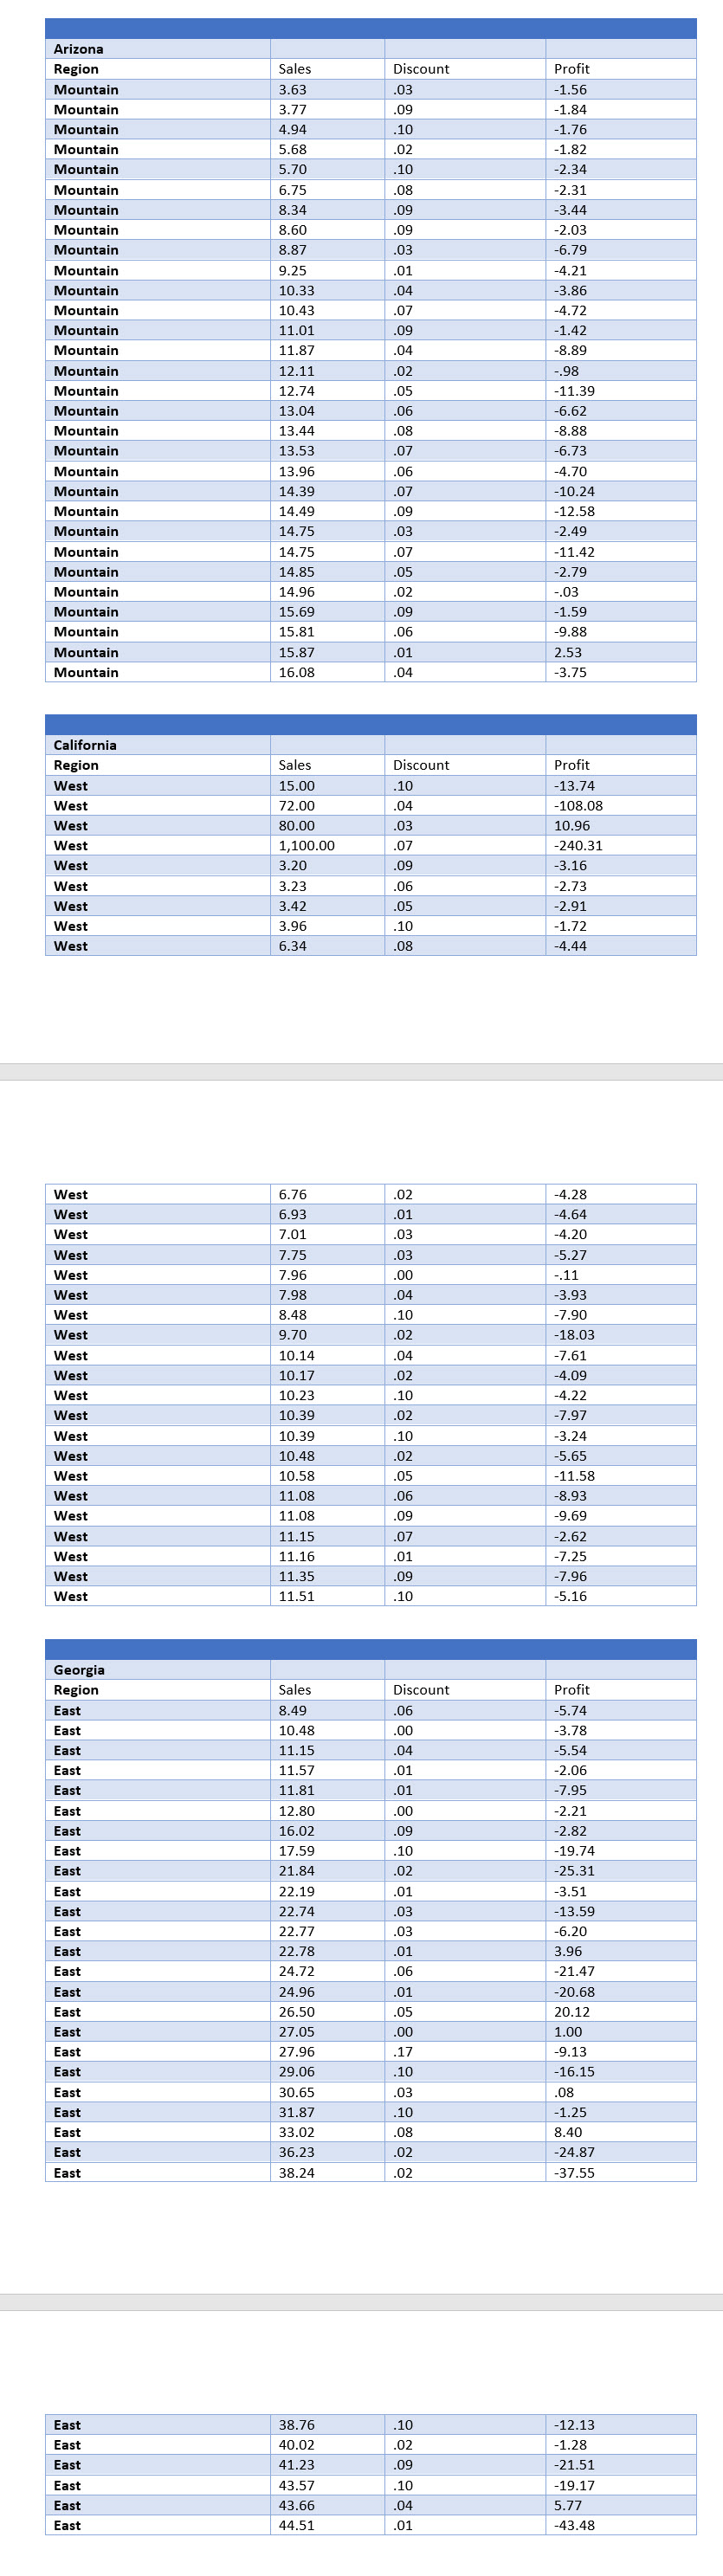 Arizona
Region Sales Discount Profit
Mountain 3.63 .03 -1.56
Mountain 3.77 .09 -1.84
Mountain 4.94 .10 -1.76
Mountain 5.68 .02 -1.82
Mountain 5.70 .10 -2.34
Mountain 6.75 .08 -2.31
Mountain 8.34 .09 -3.44
Mountain 8.60 .09 -2.03
Mountain 8.87 .03 -6.79
Mountain 9.25 .01 -4.21
Mountain 10.33 .04 -3.86
Mountain 10.43 .07 -4.72
Mountain 11.01 .09 -1.42
Mountain 11.87 .04 -8.89
Mountain 12.11 .02 -.98
Mountain 12.74 .05 -11.39
Mountain 13.04 .06 -6.62
Mountain 13.44 .08 -8.88
Mountain 13.53 .07 -6.73
Mountain 13.96 .06 -4.70
Mountain 14.39 .07 -10.24
Mountain 14.49 .09 -12.58
Mountain 14.75 .03 -2.49
Mountain 14.75 .07 -11.42
Mountain 14.85 .05 -2.79
Mountain 14.96 .02 -.03
Mountain 15.69 .09 -1.59
Mountain 15.81 .06 -9.88
Mountain 15.87 .01 2.53
Mountain 16.08 .04 -3.75
California
Region Sales Discount Profit
West 15.00 .10 -13.74
West 72.00 .04 -108.08
West 80.00 .03 10.96
West 1,100.00 .07 -240.31
West 3.20 .09 -3.16
West 3.23 .06 -2.73
West 3.42 .05 -2.91
West 3.96 .10 -1.72
West 6.34 .08 -4.44
West 6.76 .02 -4.28
West 6.93 .01 -4.64
West 7.01 .03 -4.20
West 7.75 .03 -5.27
West 7.96 .00 -.11
West 7.98 .04 -3.93
West 8.48 .10 -7.90
West 9.70 .02 -18.03
West 10.14 .04 -7.61
West 10.17 .02 -4.09
West 10.23 .10 -4.22
West 10.39 .02 -7.97
West 10.39 .10 -3.24
West 10.48 .02 -5.65
West 10.58 .05 -11.58
West 11.08 .06 -8.93
West 11.08 .09 -9.69
West 11.15 .07 -2.62
West 11.16 .01 -7.25
West 11.35 .09 -7.96
West 11.51 .10 -5.16
Georgia
Region Sales Discount Profit
East 8.49 .06 -5.74
East 10.48 .00 -3.78
East 11.15 .04 -5.54
East 11.57 .01 -2.06
East 11.81 .01 -7.95
East 12.80 .00 -2.21
East 16.02 .09 -2.82
East 17.59 .10 -19.74
East 21.84 .02 -25.31
East 22.19 .01 -3.51
East 22.74 .03 -13.59
East 22.77 .03 -6.20
East 22.78 .01 3.96
East 24.72 .06 -21.47
East 24.96 .01 -20.68
East 26.50 .05 20.12
East 27.05 .00 1.00
East 27.96 .17 -9.13
East 29.06 .10 -16.15
East 30.65 .03 .08
East 31.87 .10 -1.25
East 33.02 .08 8.40
East 36.23 .02 -24.87
East 38.24 .02 -37.55
East 38.76 .10 -12.13
East 40.02 .02 -1.28
East 41.23 .09 -21.51
East 43.57 .10 -19.17
East 43.66 .04 5.77
East 44.51 .01 -43.48